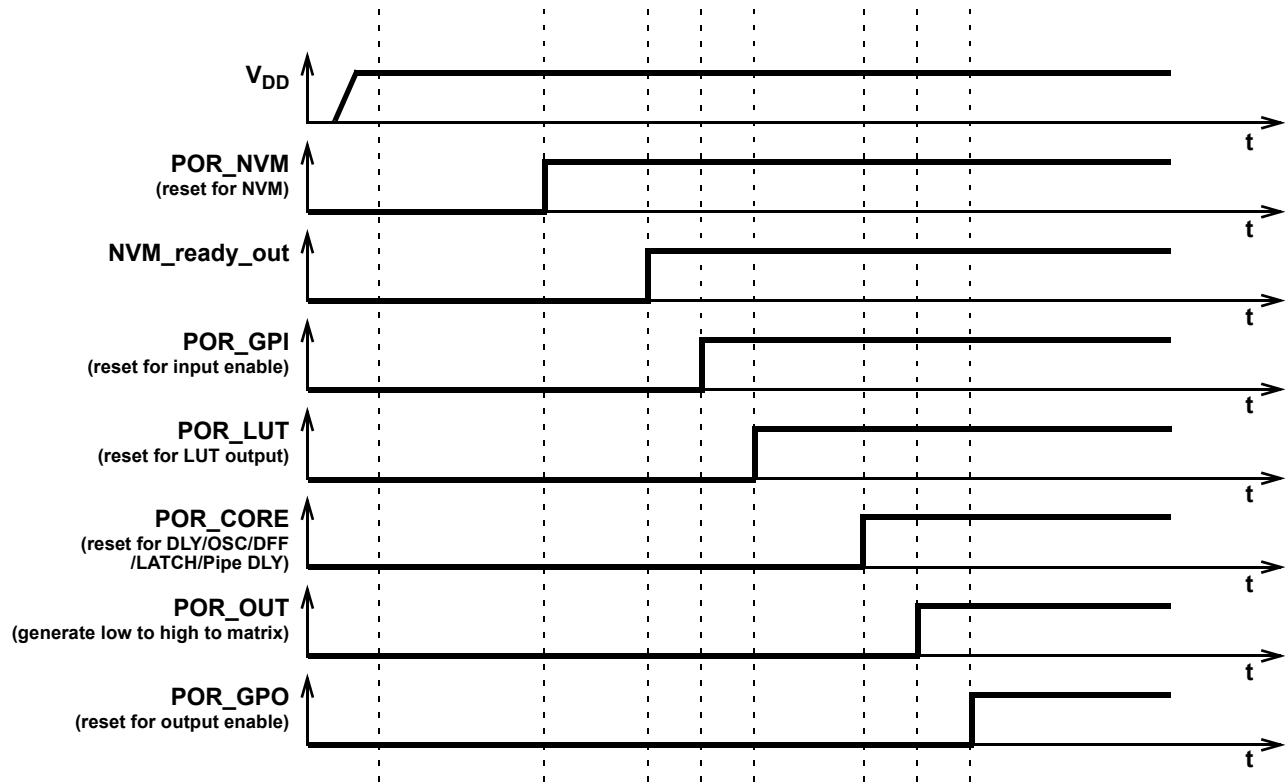 VDD
t
POR_NVM
(reset for NVM)
t
NVM_ready_out
t
POR_GPI
(reset for input enable)
t
POR_LUT
(reset for LUT output)
t
POR_CORE
(reset for DLY/OSC/DFF
/LATCH/Pipe DLY)
t
POR_OUT
(generate low to high to matrix)
t
POR_GPO
(reset for output enable)
t